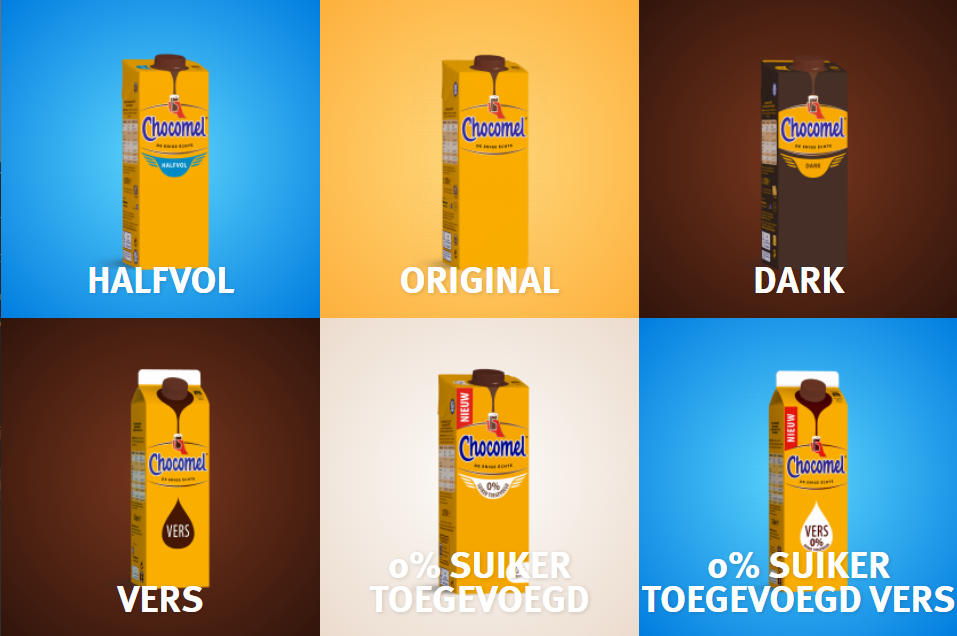 Chocomel
DE ENIGE ECHTE
HALFVOL
HALFVOL
Chocomel
DE ENIGE ECHTE
ORIGINAL
Chocomel
DE ENIGE ECHTE
DARK
DARK
Chocomel
DE ENIGE ECHTE
VERS
VERS
NIEUW
Chocomel
DE ENIGE ECHTE
0%
SUIKER TOEGEVOEGD
0% SUIKER
TOEGEVOEGD
NIEUW
Chocomel
DE ENIGE ECHTE
VERS
0%
0% SUIKER
TOEGEVOEGD VERS